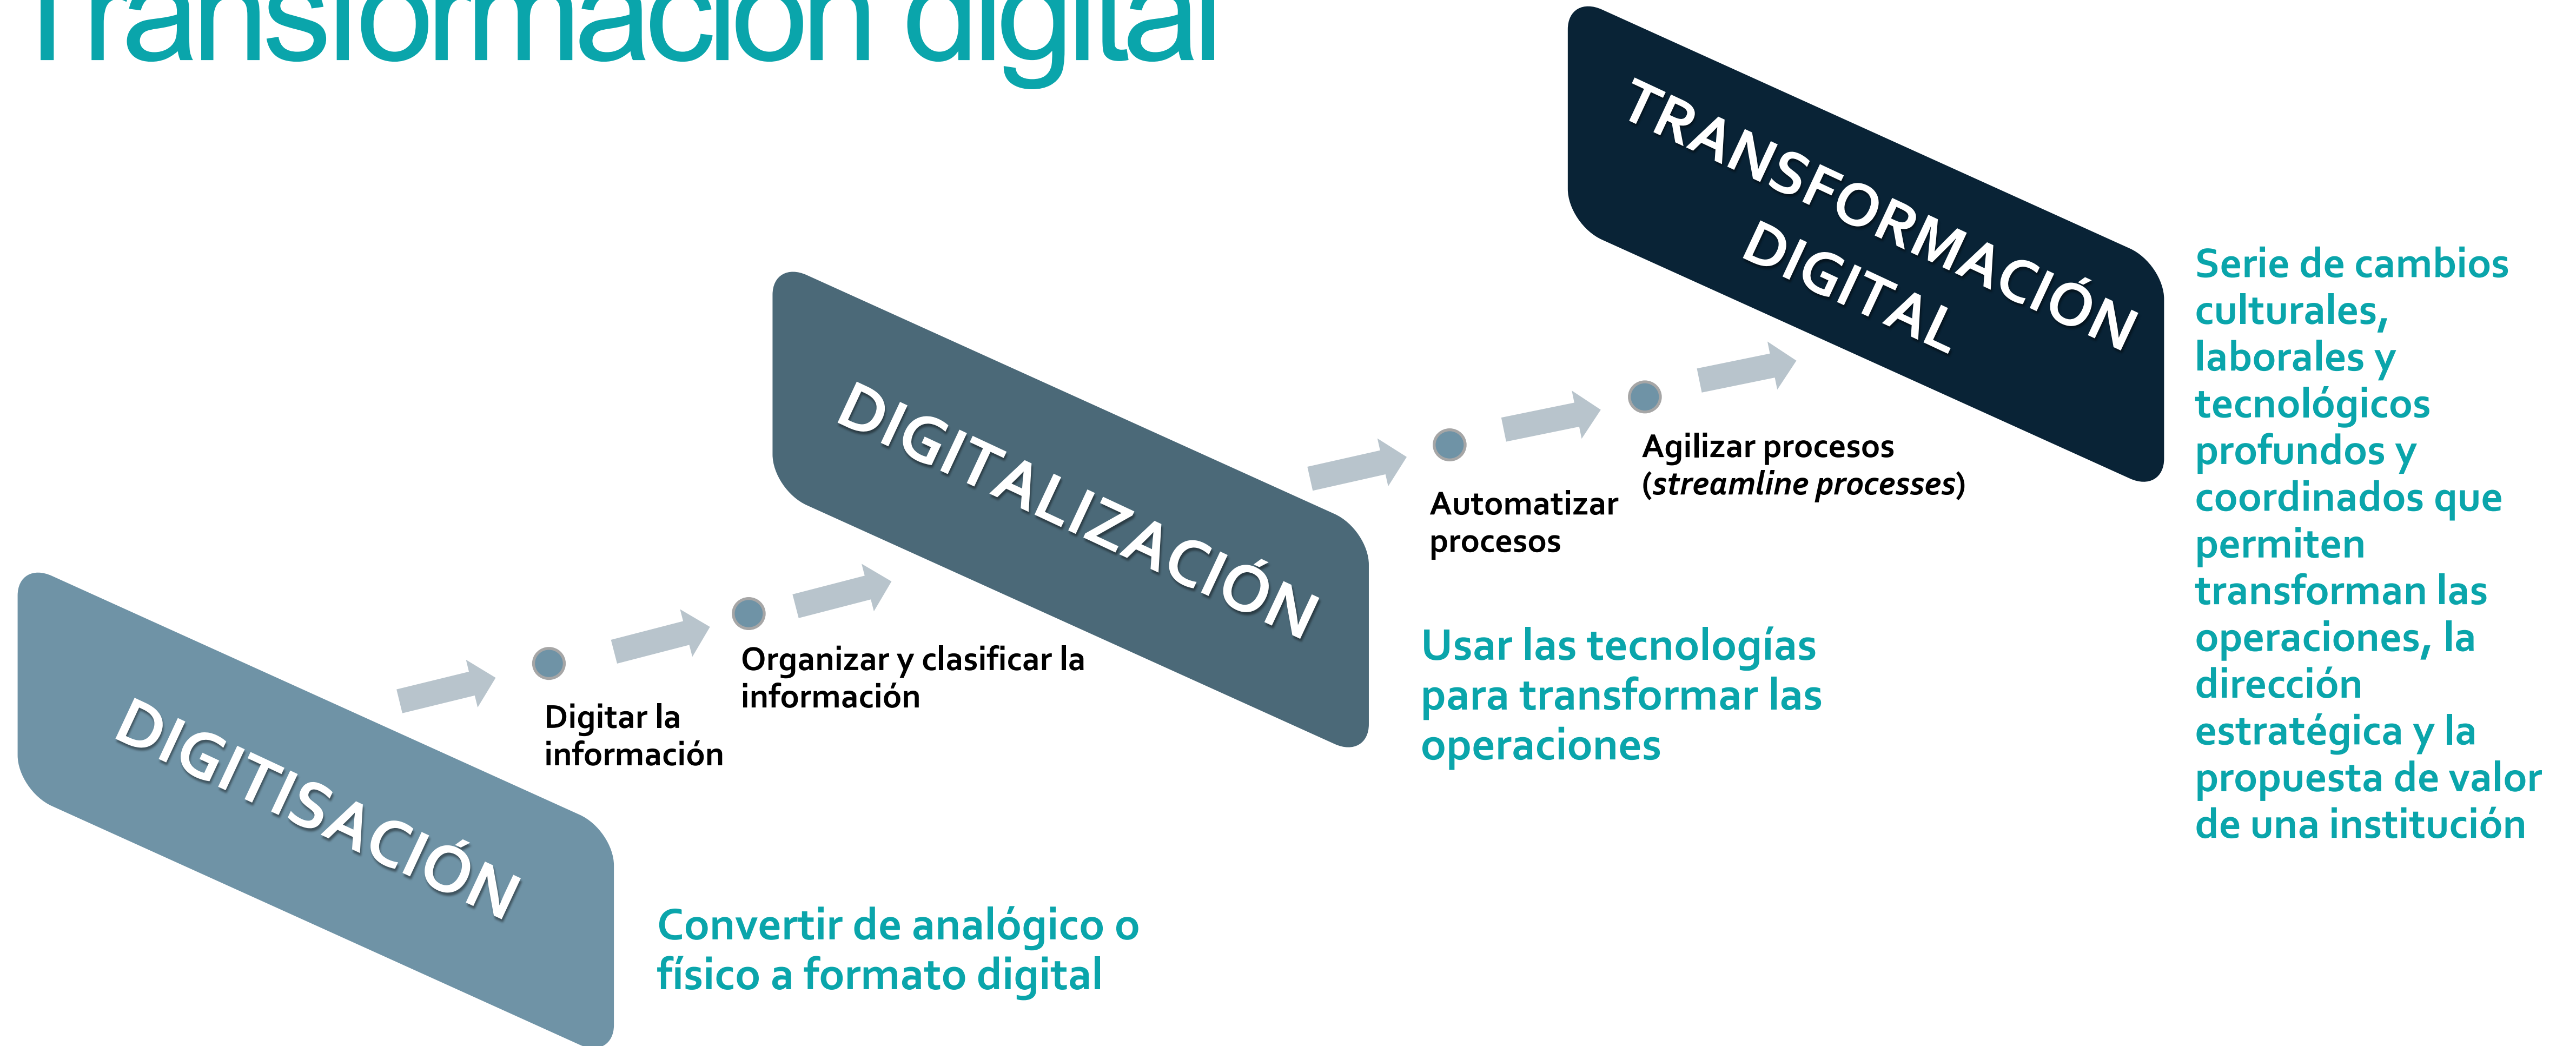 Transformación digital
DIGITISACIÓN
Convertir de analógico o
físico a formato digital
Digitar la
información
Organizar y clasificar la
información
DIGITALIZACIÓN
Usar las tecnologías
para transformar las
operaciones
Automatizar
procesos
Agilizar procesos
(streamline processes)
TRANSFORMACIÓN
DIGITAL
Serie de cambios
culturales,
laborales y
tecnológicos
profundos y
coordinados que
permiten
transforman las
operaciones, la
dirección
estratégica y la
propuesta de valor
de una institución